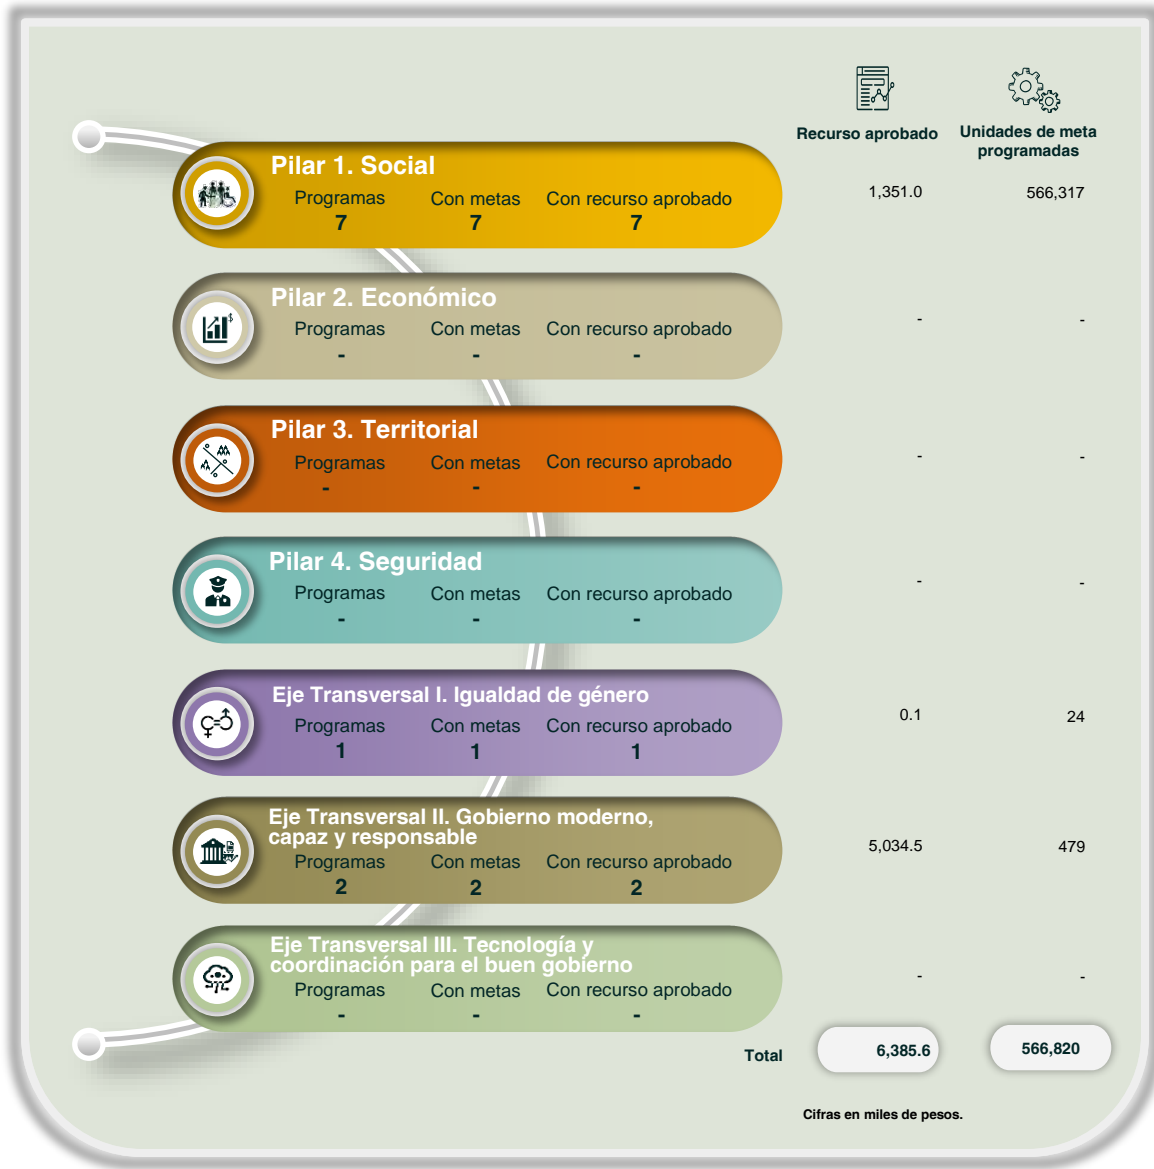 Recurso aprobado
Unidades de meta
programadas
Pilar 1. Social
Programas Con metas Con recurso aprobado
7 7 7
1,351.0 566,317
Pilar 2. Económico
Programas Con metas Con recurso aprobado
- - -
- -
Pilar 3. Territorial
Programas Con metas Con recurso aprobado
- - -
- -
Pilar 4. Seguridad
Programas Con metas Con recurso aprobado
- - -
- -
Eje Transversal I. Igualdad de género
Programas Con metas Con recurso aprobado
1 1 1
0.1 24
Eje Transversal II. Gobierno moderno,
capaz y responsable
Programas Con metas Con recurso aprobado
2 2 2
5,034.5 479
Eje Transversal III. Tecnología y
coordinación para el buen gobierno
Programas Con metas Con recurso aprobado
- - -
- -
Total 6,385.6 566,820
Cifras en miles de pesos.